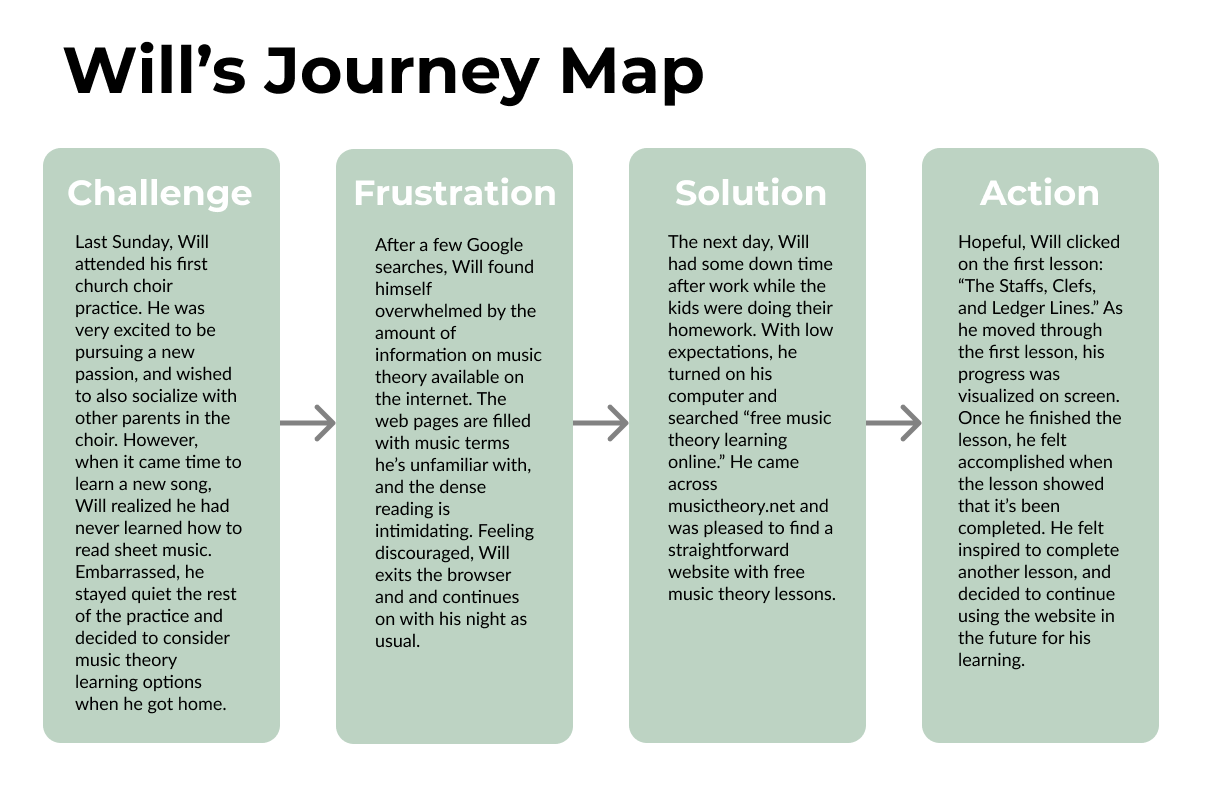 Will’s Journey Map
Challenge
Last Sunday, Will
attended his first
church choir
practice. He was
very excited to be
pursuing a new
passion, and wished
to also socialize with
other parents in the
choir. However,
when it came time to
learn a new song,
Will realized he had
never learned how to
read sheet music.
Embarrassed, he
stayed quiet the rest
of the practice and
decided to consider
music theory
learning options
when he got home.
Frustration
After a few Google
searches, Will found
himself
overwhelmed by the
amount of
information on music
theory available on
the internet. The
web pages are filled
with music terms
he’s unfamiliar with,
and the dense
reading is
intimidating. Feeling
discouraged, Will
exits the browser
and and continues
on with his night as
usual.
Solution
The next day, Will
had some down time
after work while the
kids were doing their
homework. With low
expectations, he
turned on his
computer and
searched “free music
theory learning
online.” He came
across
musictheory.net and
was pleased to find a
straightforward
website with free
music theory lessons.
Action
Hopeful, Will clicked
on the first lesson:
“The Staffs, Clefs,
and Ledger Lines.” As
he moved through
the first lesson, his
progress was
visualized on screen.
Once he finished the
lesson, he felt
accomplished when
the lesson showed
that it’s been
completed. He felt
inspired to complete
another lesson, and
decided to continue
using the website in
the future for his
learning.